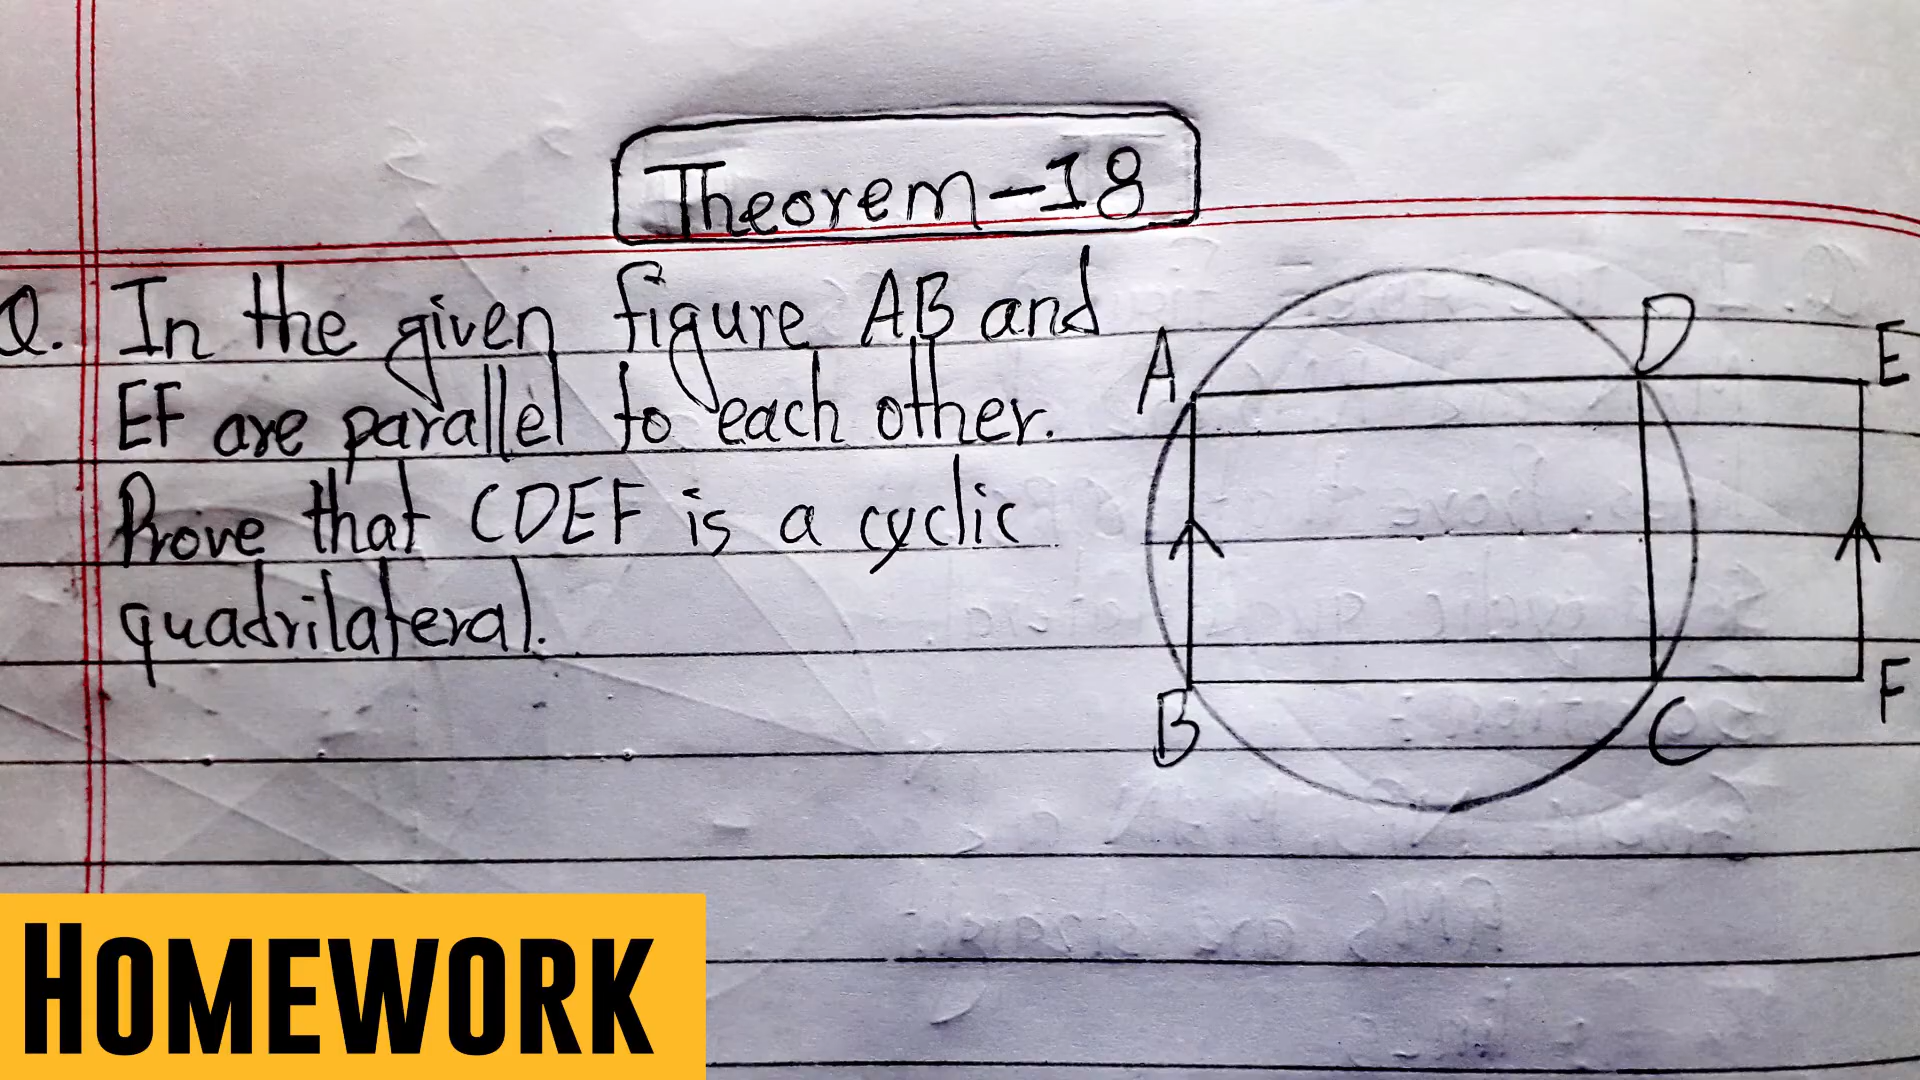 Theorem-18
Q. In the given figure AB and
EF are parallel to each other.
Prove that CDEF is a cyclic
quadrilateral.
A
D
E
B
C
F
HOMEWORK